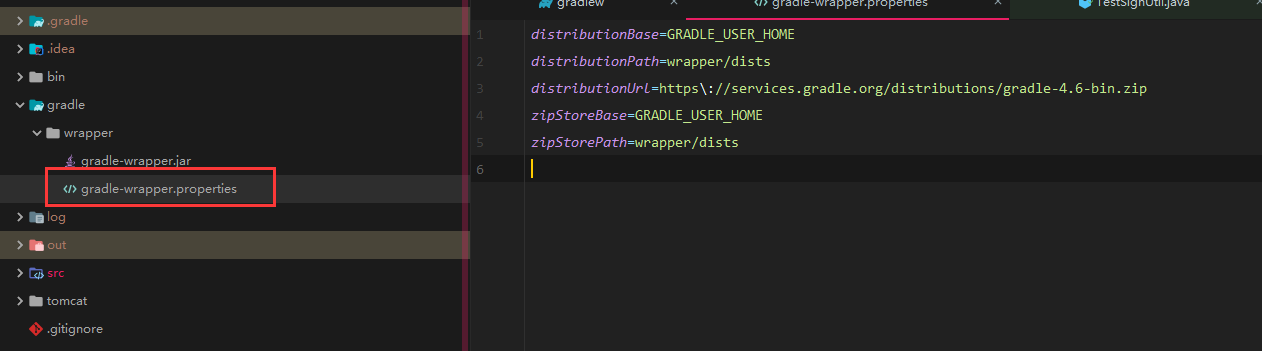 .gradle
.idea
bin
gradle
wrapper
gradle-wrapper.jar
gradle-wrapper.properties
log
out
src
tomcat
.gitignore
gradlew
gradle-wrapper.properties
TestSignUtil.java
1 distributionBase=GRADLE_USER_HOME
2 distributionPath=wrapper/dists
3 distributionUrl=https\://services.gradle.org/distributions/gradle-4.6-bin.zip
4 zipStoreBase=GRADLE_USER_HOME
5 zipStorePath=wrapper/dists
6